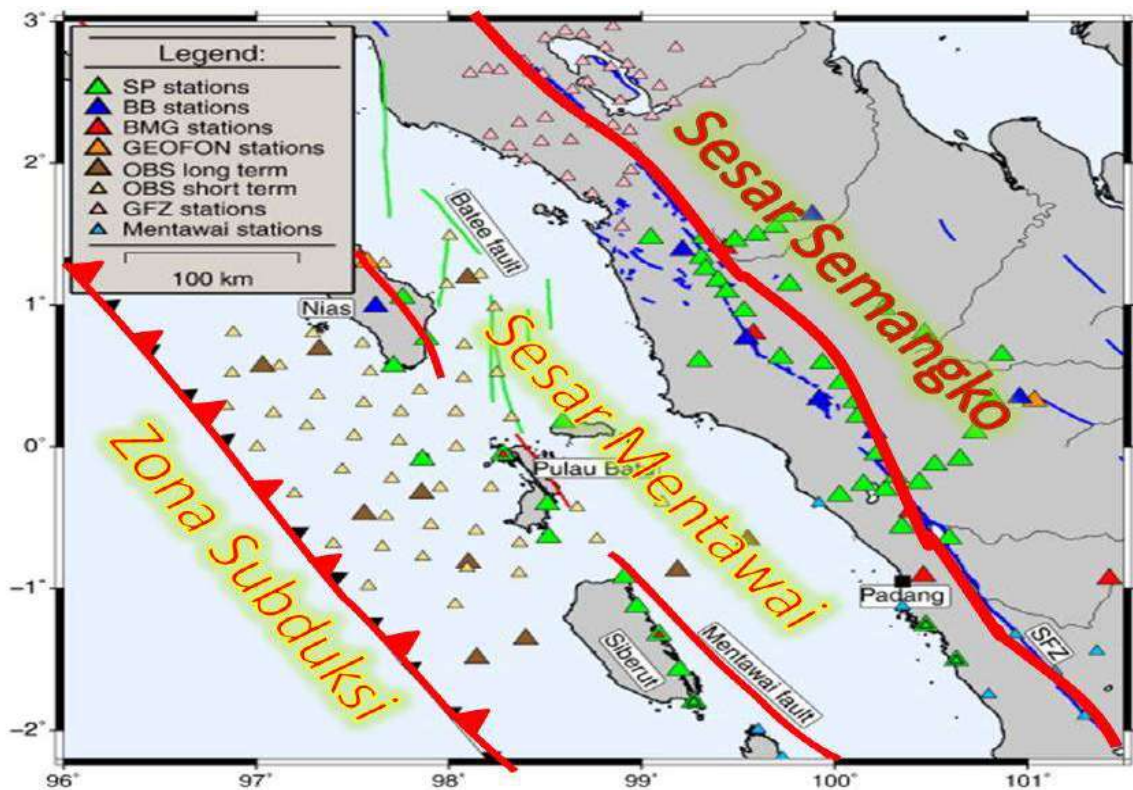 3°
2°
1°
0°
−1°
−2°
96°
97°
98°
99°
100°
101°
Legend:
SP stations
BB stations
BMG stations
GEOFON stations
OBS long term
OBS short term
GFZ stations
Mentawai stations
100 km
Batee fault
Nias
Sesar Semangko
Sesar Mentawai
Zona Subduksi
Pulau
Padang
Siberut
Mentawai fault
SFZ